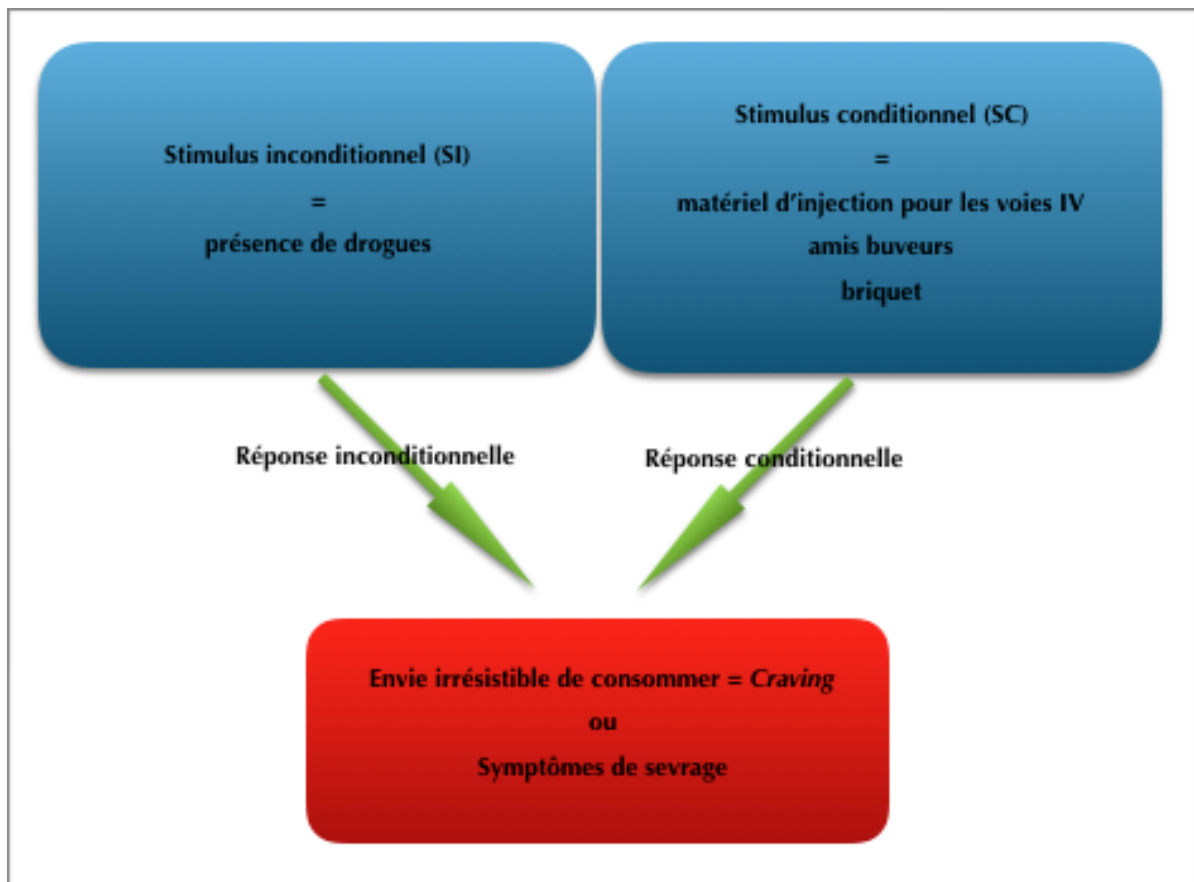 Stimulus inconditionnel (SI)
=
présence de drogues
Stimulus conditionnel (SC)
=
matériel d'injection pour les voies IV
amis buveurs
briquet
Réponse inconditionnelle
Réponse conditionnelle
Envie irrésistible de consommer = Craving
ou
Symptômes de sevrage